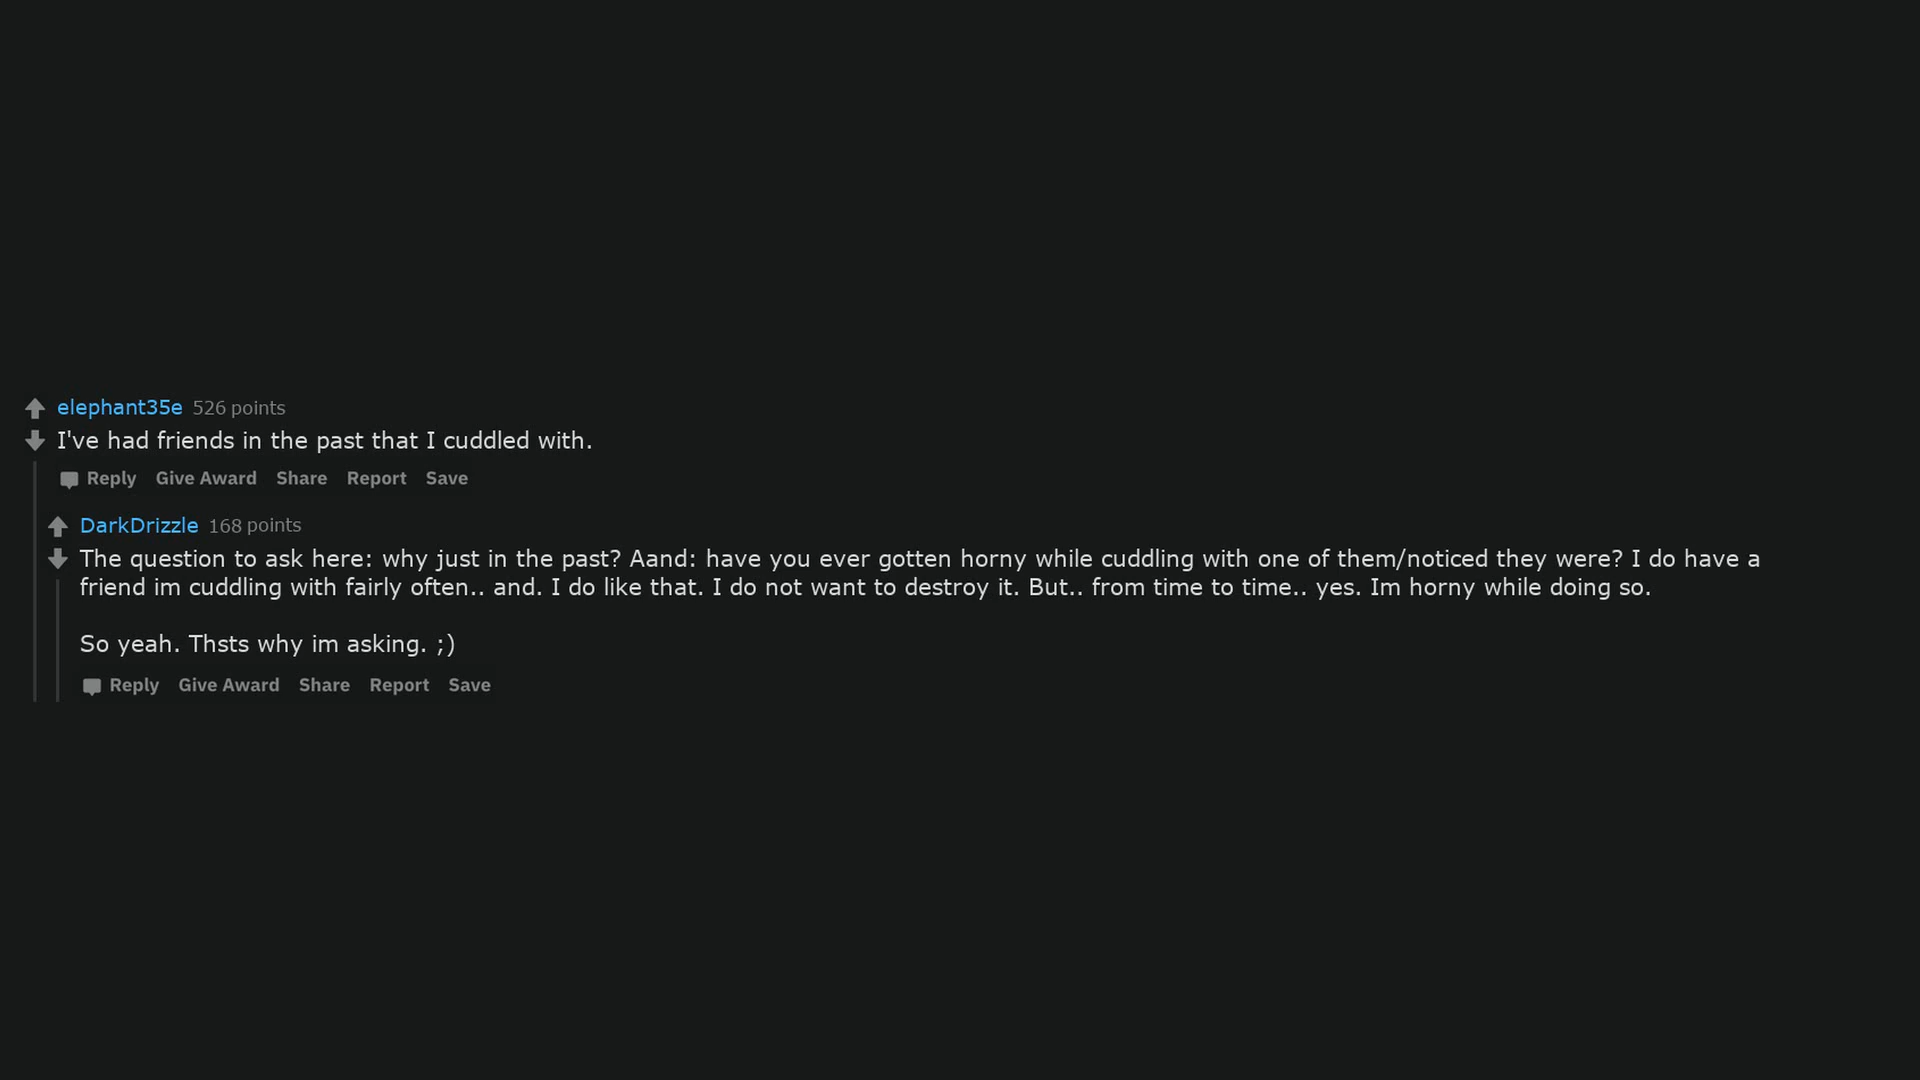 elephant35e 526 points
I've had friends in the past that I cuddled with.
Reply Give Award Share Report Save
DarkDrizzle 168 points
The question to ask here: why just in the past? Aand: have you ever gotten horny while cuddling with one of them/noticed they were? I do have a
friend im cuddling with fairly often.. and. I do like that. I do not want to destroy it. But.. from time to time.. yes. Im horny while doing so.
So yeah. Thsts why im asking. ;)
Reply Give Award Share Report Save